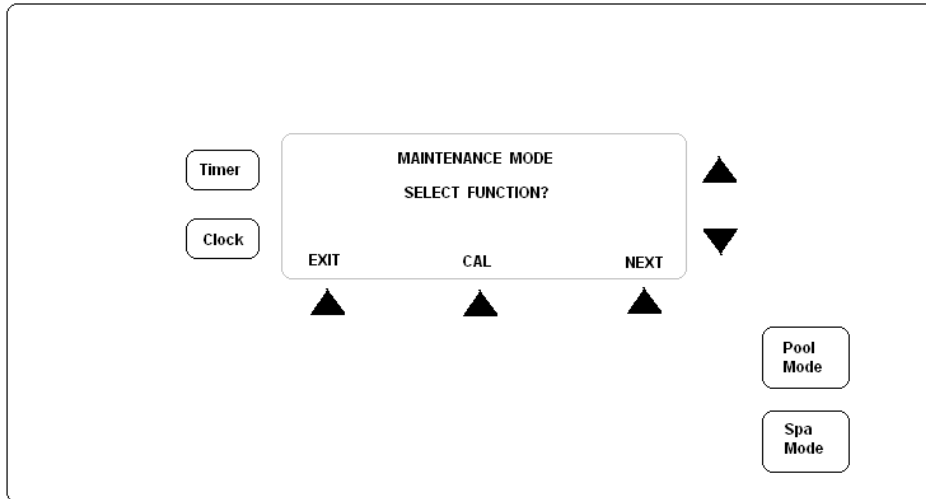 MAINTENANCE MODE
Timer
SELECT FUNCTION?
Clock
EXIT CAL NEXT
Pool
Mode
Spa
Mode